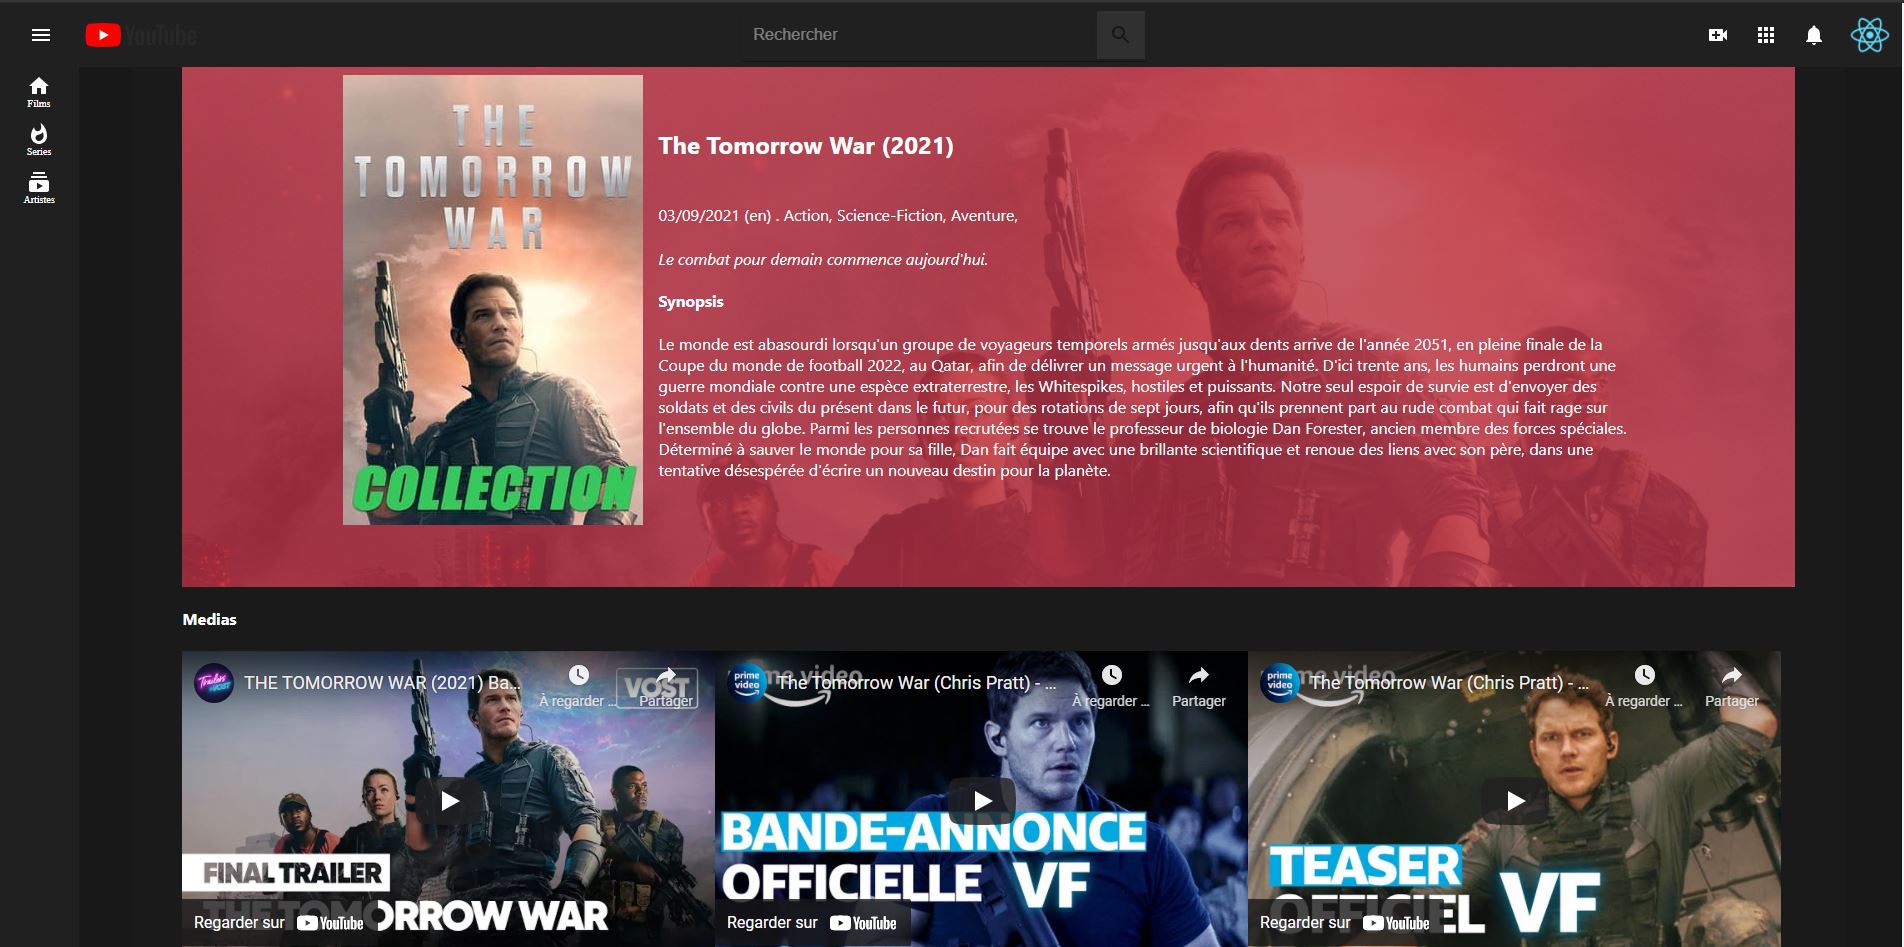 YouTube
Rechercher
Films
Series
Artistes
THE
TOMORROW
WAR
COLLECTION
The Tomorrow War (2021)
03/09/2021 (en) . Action, Science-Fiction, Aventure,
Le combat pour demain commence aujourd'hui.
Synopsis
Le monde est abasourdi lorsqu'un groupe de voyageurs temporels armés jusqu'aux dents arrive de l'année 2051, en pleine finale de la
Coupe du monde de football 2022, au Qatar, afin de délivrer un message urgent à l'humanité. D'ici trente ans, les humains perdront une
guerre mondiale contre une espèce extraterrestre, les Whitespikes, hostiles et puissants. Notre seul espoir de survie est d'envoyer des
soldats et des civils du présent dans le futur, pour des rotations de sept jours, afin qu'ils prennent part au rude combat qui fait rage sur
l'ensemble du globe. Parmi les personnes recrutées se trouve le professeur de biologie Dan Forester, ancien membre des forces spéciales.
Déterminé à sauver le monde pour sa fille, Dan fait équipe avec une brillante scientifique et renoue des liens avec son père, dans une
tentative désespérée d'écrire un nouveau destin pour la planète.
Medias
Trailers VOST
THE TOMORROW WAR (2021) Ba...
À regarder ...
Partager
VOST
FINAL TRAILER
THE TOMORROW WAR
Regarder sur YouTube
prime video
prime video
The Tomorrow War (Chris Pratt) - ...
À regarder ...
Partager
BANDE-ANNONCE
OFFICIELLE VF
Regarder sur YouTube
prime video
prime video
The Tomorrow War (Chris Pratt) - ...
À regarder ...
Partager
TEASER
OFFICIEL VF
Regarder sur YouTube